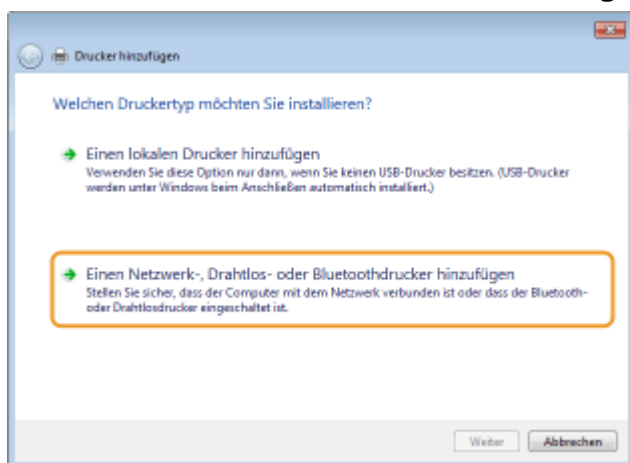 Drucker hinzufügen
Welchen Druckertyp möchten Sie installieren?
Einen lokalen Drucker hinzufügen
Verwenden Sie diese Option nur dann, wenn Sie keinen USB-Drucker besitzen. (USB-Drucker
werden unter Windows beim Anschließen automatisch installiert.)
Einen Netzwerk-, Drahtlos- oder Bluetoothdrucker hinzufügen
Stellen Sie sicher, dass der Computer mit dem Netzwerk verbunden ist oder dass der Bluetooth-
oder Drahtlosdrucker eingeschaltet ist.
Weiter Abbrechen